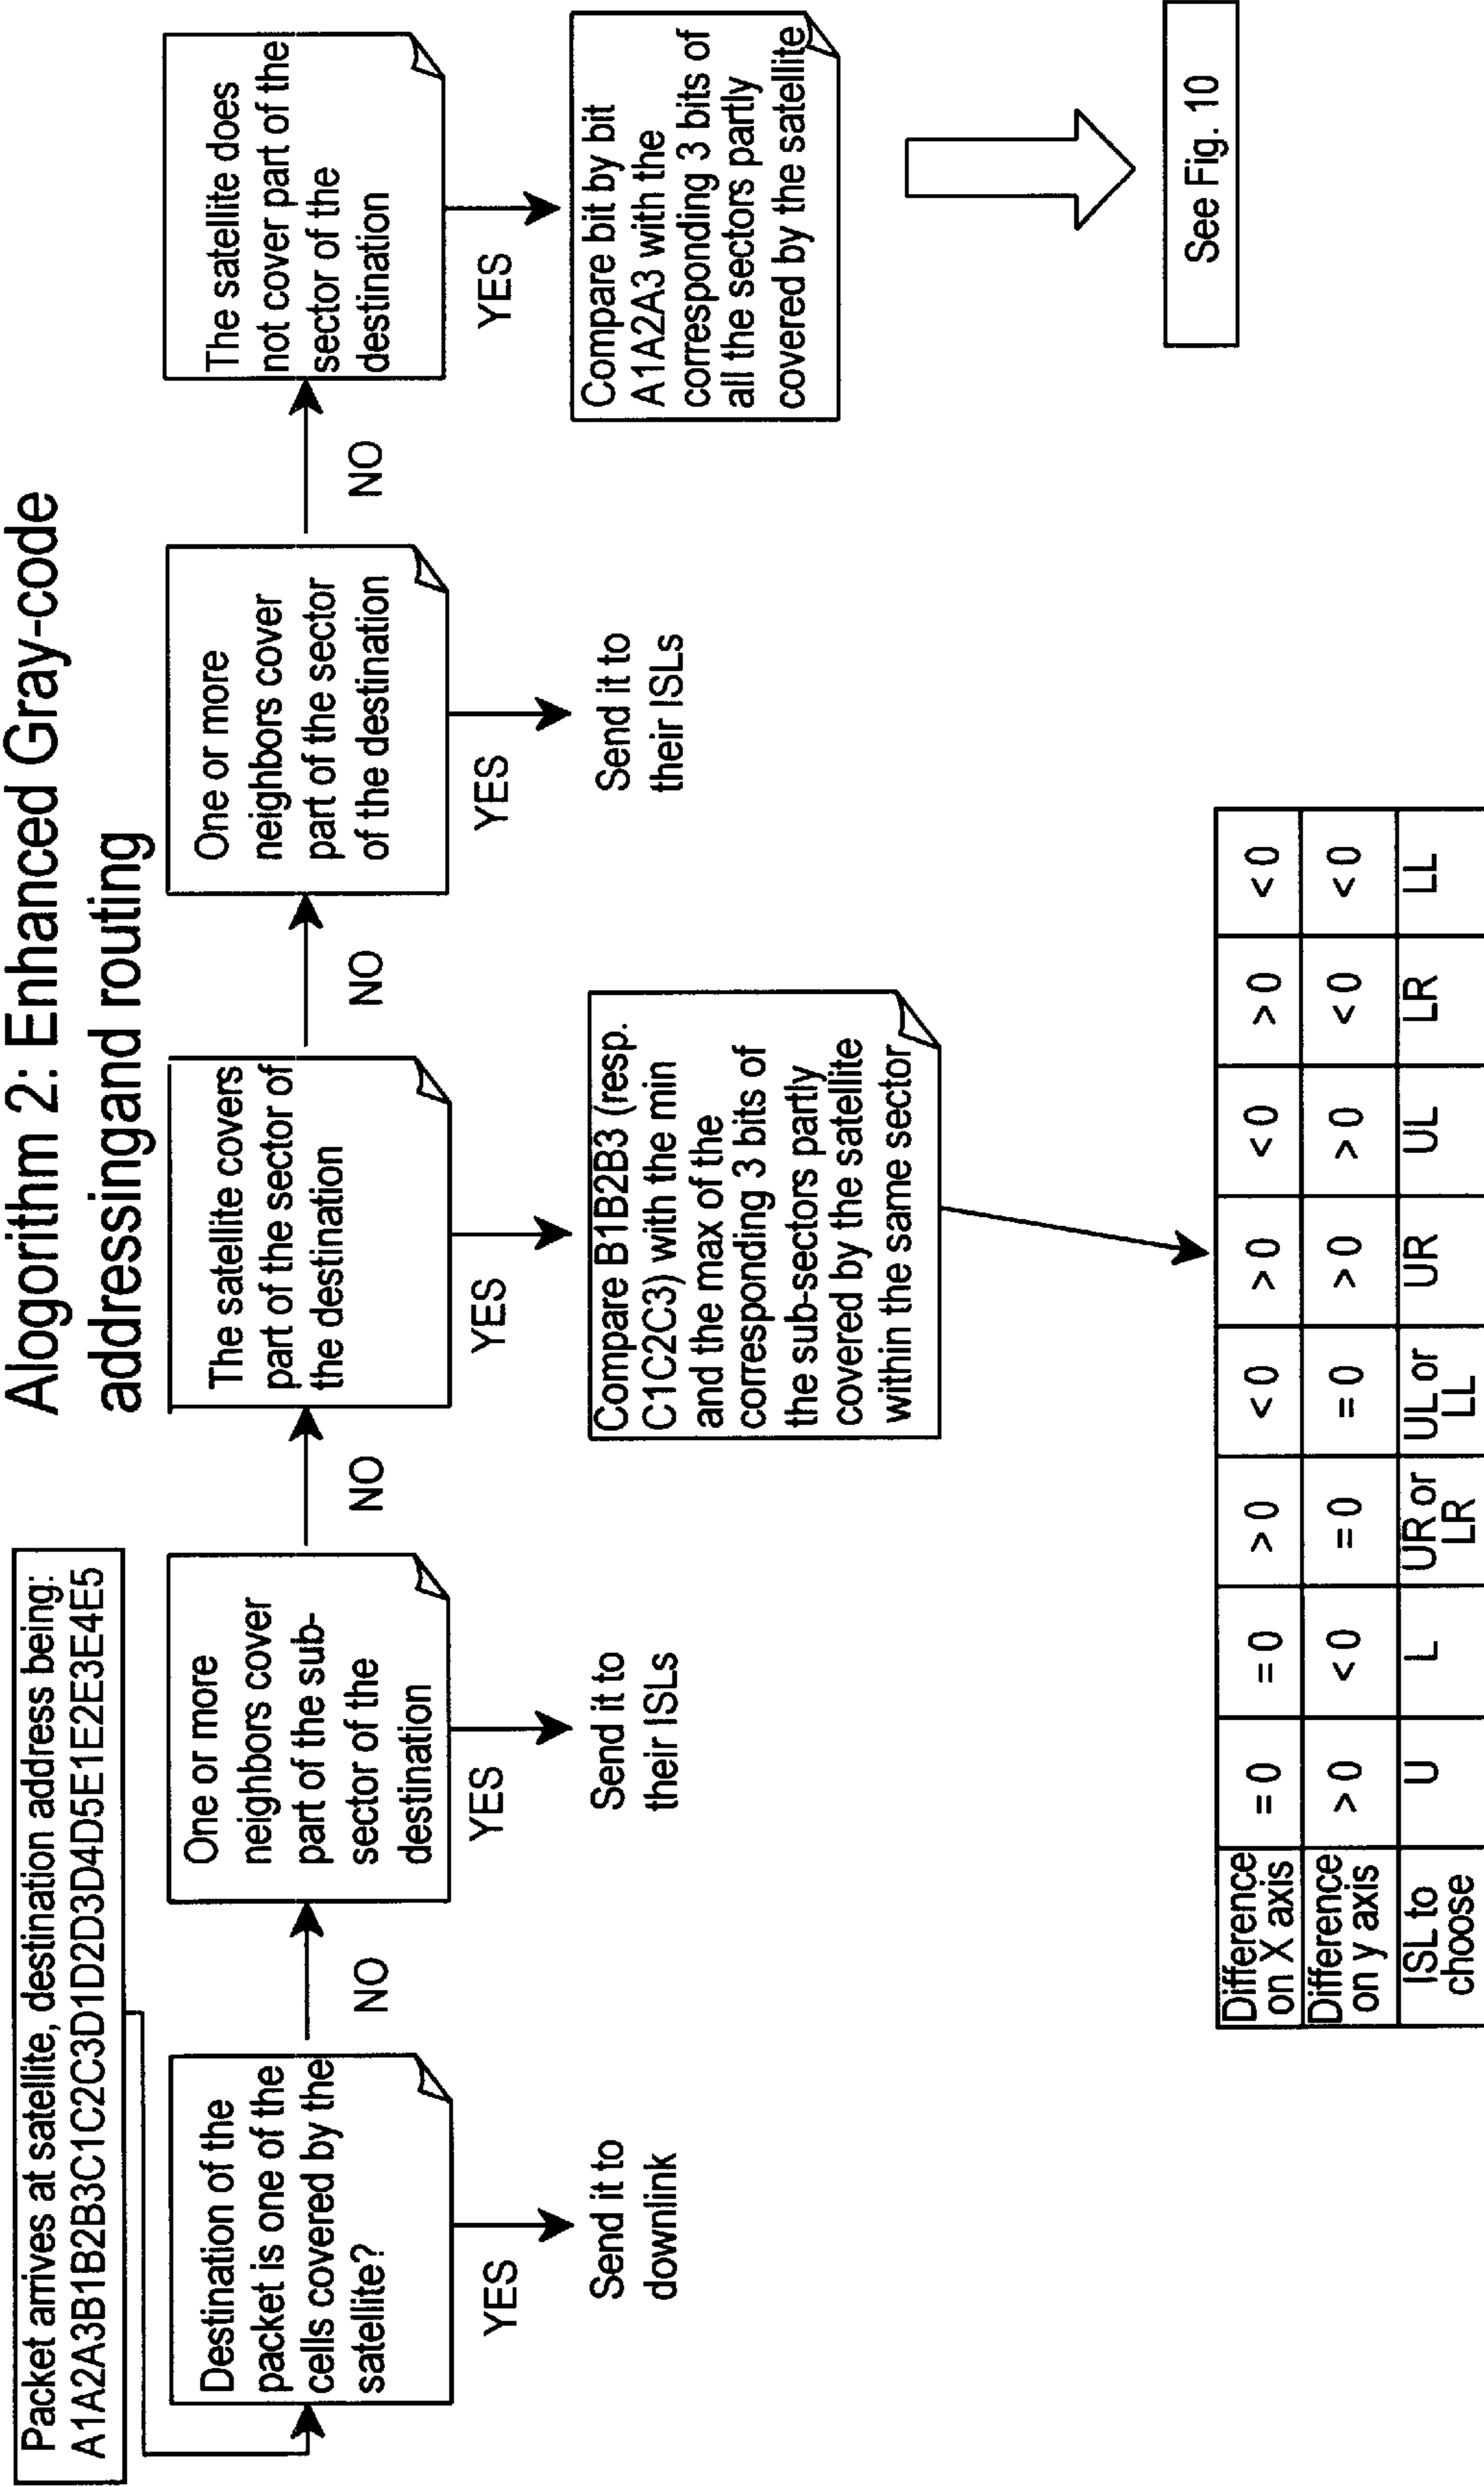 Alogorithm 2: Enhanced Gray-code
addressingand routing
Packet arrives at satellite, destination address being:
A1A2A3B1B2B3C1C2C3D1D2D3D4D5E1E2E3E4E5
Destination of the
packet is one of the
cells covered by the
satellite?
YES
Send it to
downlink
NO
One or more
neighbors cover
part of the sub-
sector of the
destination
YES
Send it to
their ISLs
NO
The satellite covers
part of the sector of
the destination
YES
Compare B1B2B3 (resp.
C1C2C3) with the min
and the max of the
corresponding 3 bits of
the sub-sectors partly
covered by the satellite
within the same sector
NO
One or more
neighbors cover
part of the sector
of the destination
YES
Send it to
their ISLs
NO
The satellite does
not cover part of the
sector of the
destination
YES
Compare bit by bit
A1A2A3 with the
corresponding 3 bits of
all the sectors partly
covered by the satellite
See Fig. 10
Difference
on X axis
= 0
= 0
> 0
< 0
> 0
< 0
> 0
< 0
Difference
on y axis
> 0
< 0
= 0
= 0
> 0
> 0
< 0
< 0
ISL to
choose
U
L
UR or
LR
UL or
LL
UR
UL
LR
LL